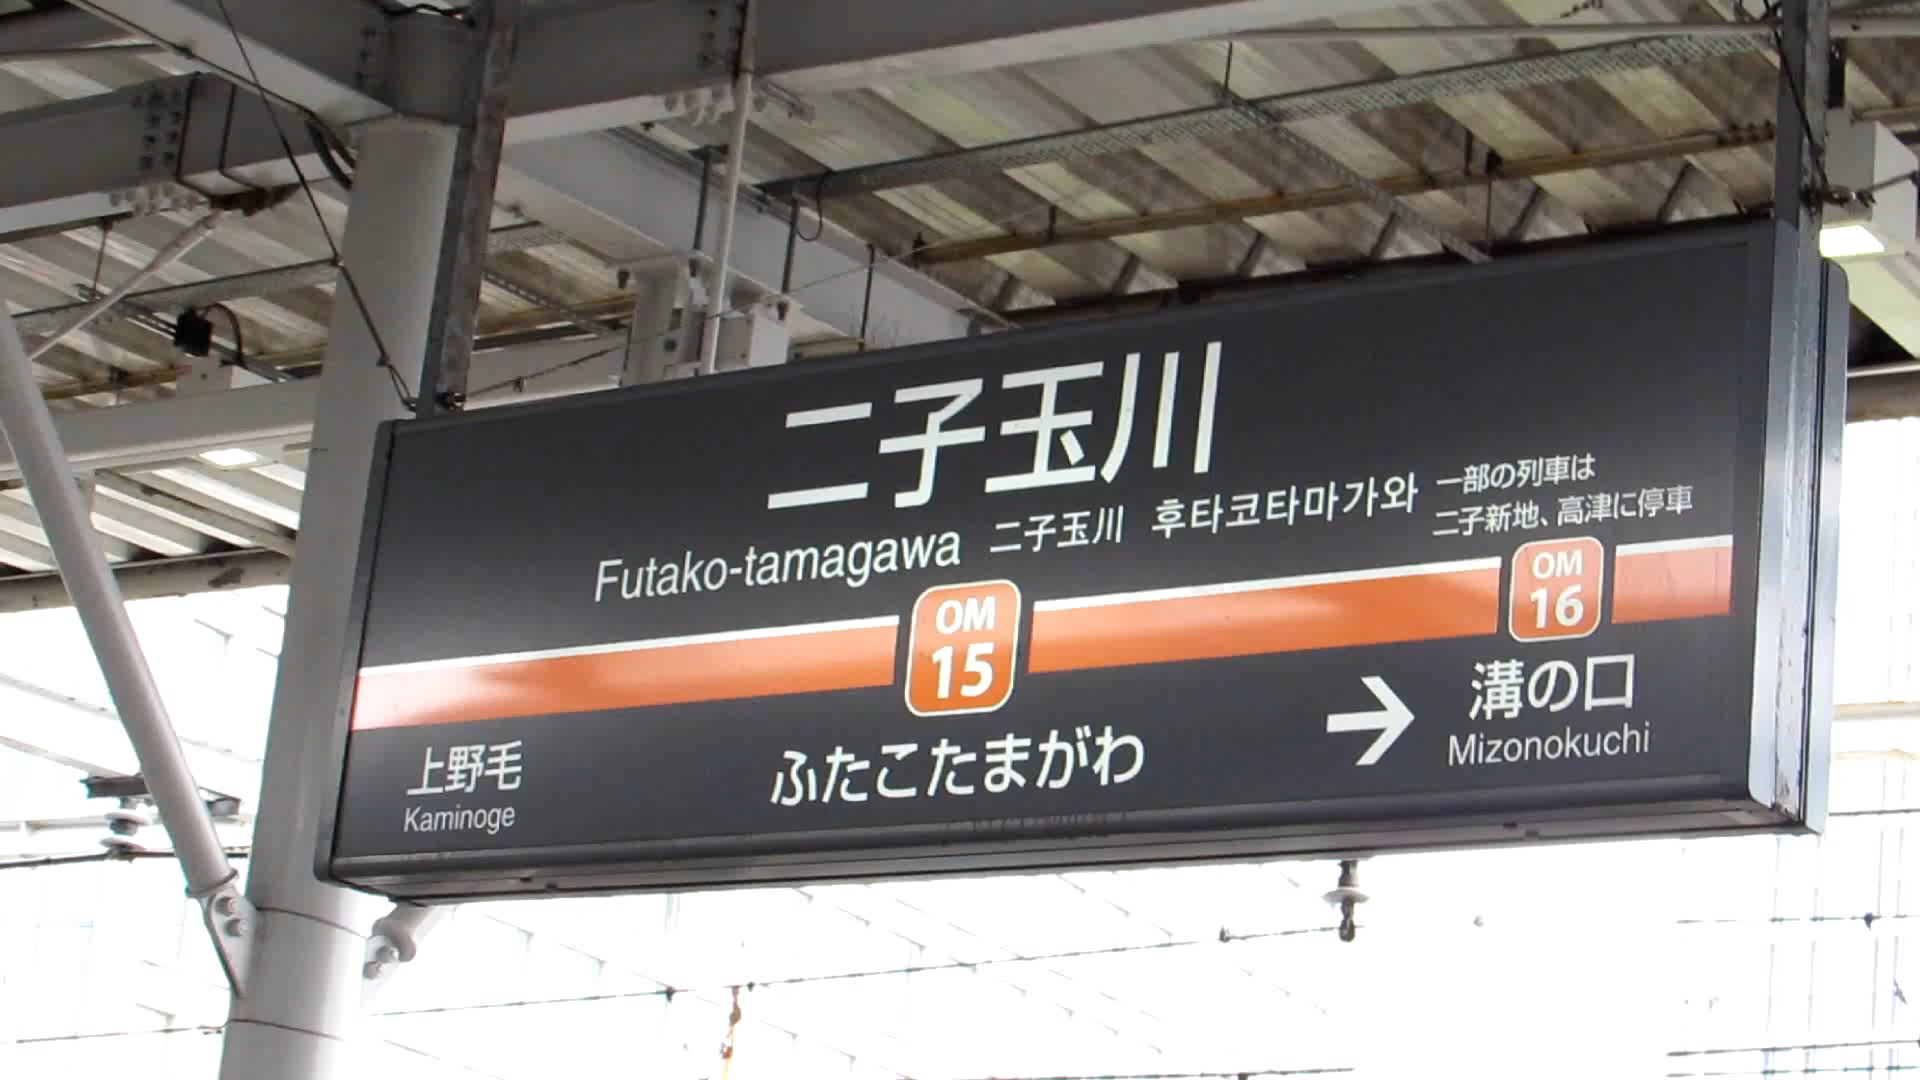 二子玉川
Futako-tamagawa 二子玉川 후타코타마가와
一部の列車は
二子新地、高津に停車
OM
15
OM
16
上野毛
Kaminoge
ふたこたまがわ
→ 溝の口
Mizonokuchi